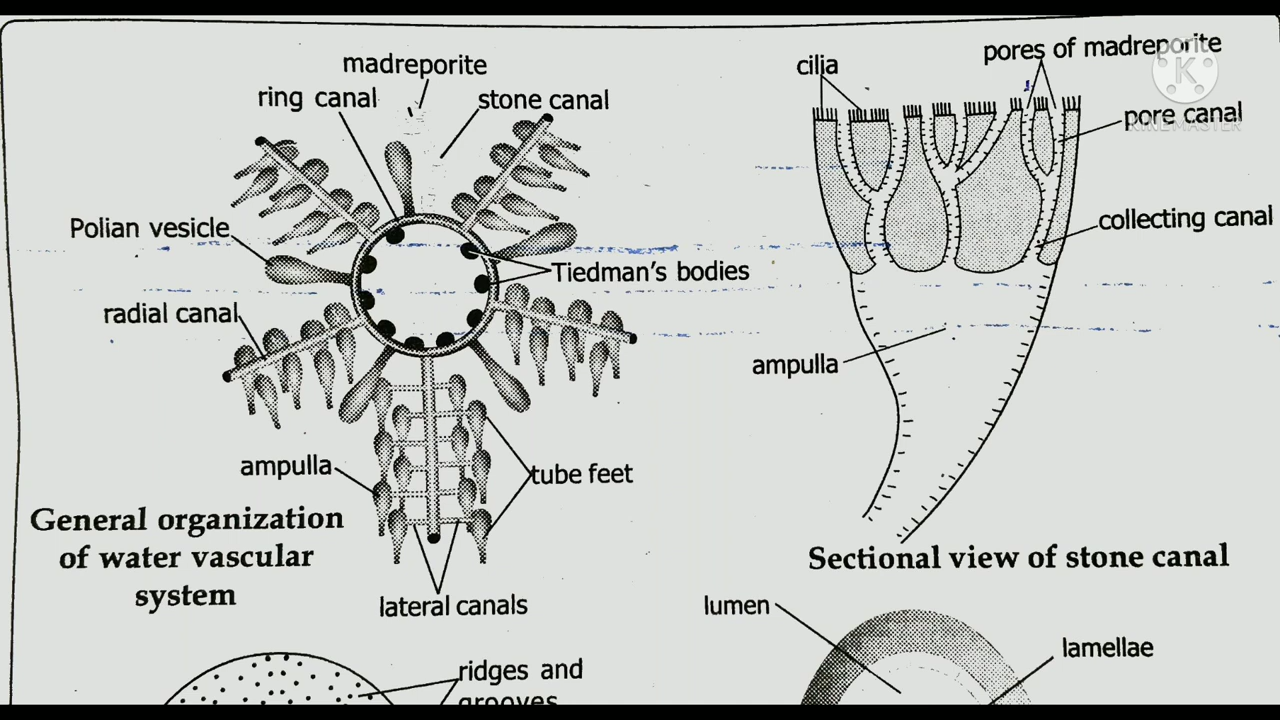 madreporite
ring canal
stone canal
Polian vesicle
Tiedman's bodies
radial canal
ampulla
tube feet
General organization
of water vascular
system
lateral canals
ridges and
grooves
cilia
pores of madreporite
K
KINEMASTER
pore canal
collecting canal
ampulla
Sectional view of stone canal
lumen
lamellae